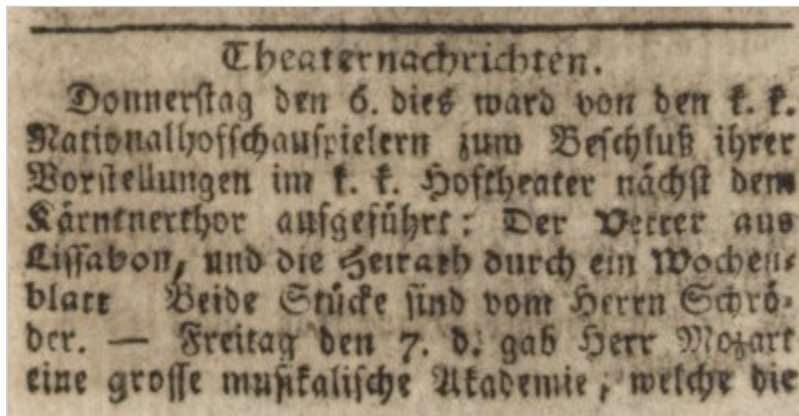 Theaternachrichten.
Donnerstag den 6. dies ward von den k. k.
Nationalhofschauspielern zum Beschluß ihrer
Vorstellungen im k. k. Hoftheater nächst dem
Kärntnerthor aufgeführt: Der Vetter aus
Lissabon, und die Heirath durch ein Wochen⸗
blatt Beide Stücke sind vom Herrn Schrö⸗
der. — Freitag den 7. d. gab Herr Mozart
eine grosse musikalische Akademie, welche die